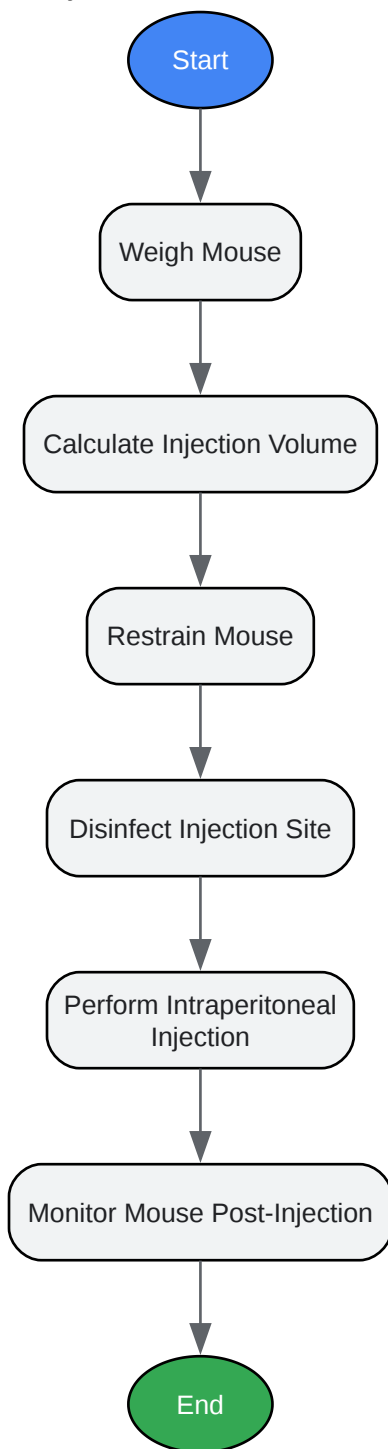 Start
Weigh Mouse
Calculate Injection Volume
Restrain Mouse
Disinfect Injection Site
Perform Intraperitoneal
Injection
Monitor Mouse Post-Injection
End